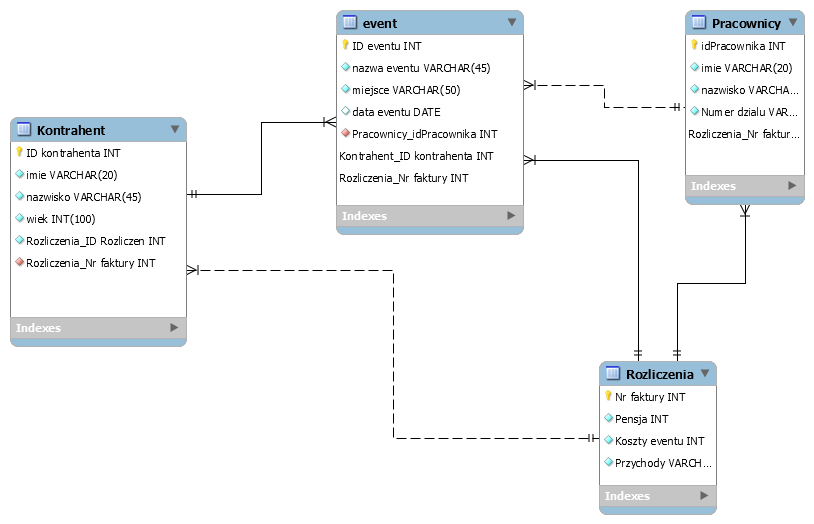 event
ID eventu INT
nazwa eventu VARCHAR(45)
miejsce VARCHAR(50)
data eventu DATE
Pracownicy_idPracownika INT
Kontrahent_ID kontrahenta INT
Rozliczenia_Nr faktury INT
Indexes
Pracownicy
idPracownika INT
imie VARCHAR(20)
nazwisko VARCHA...
Numer dzialu VAR...
Rozliczenia_Nr faktur...
Indexes
Kontrahent
ID kontrahenta INT
imie VARCHAR(20)
nazwisko VARCHAR(45)
wiek INT(100)
Rozliczenia_ID Rozliczen INT
Rozliczenia_Nr faktury INT
Indexes
Rozliczenia
Nr faktury INT
Pensja INT
Koszty eventu INT
Przychody VARCH...
Indexes